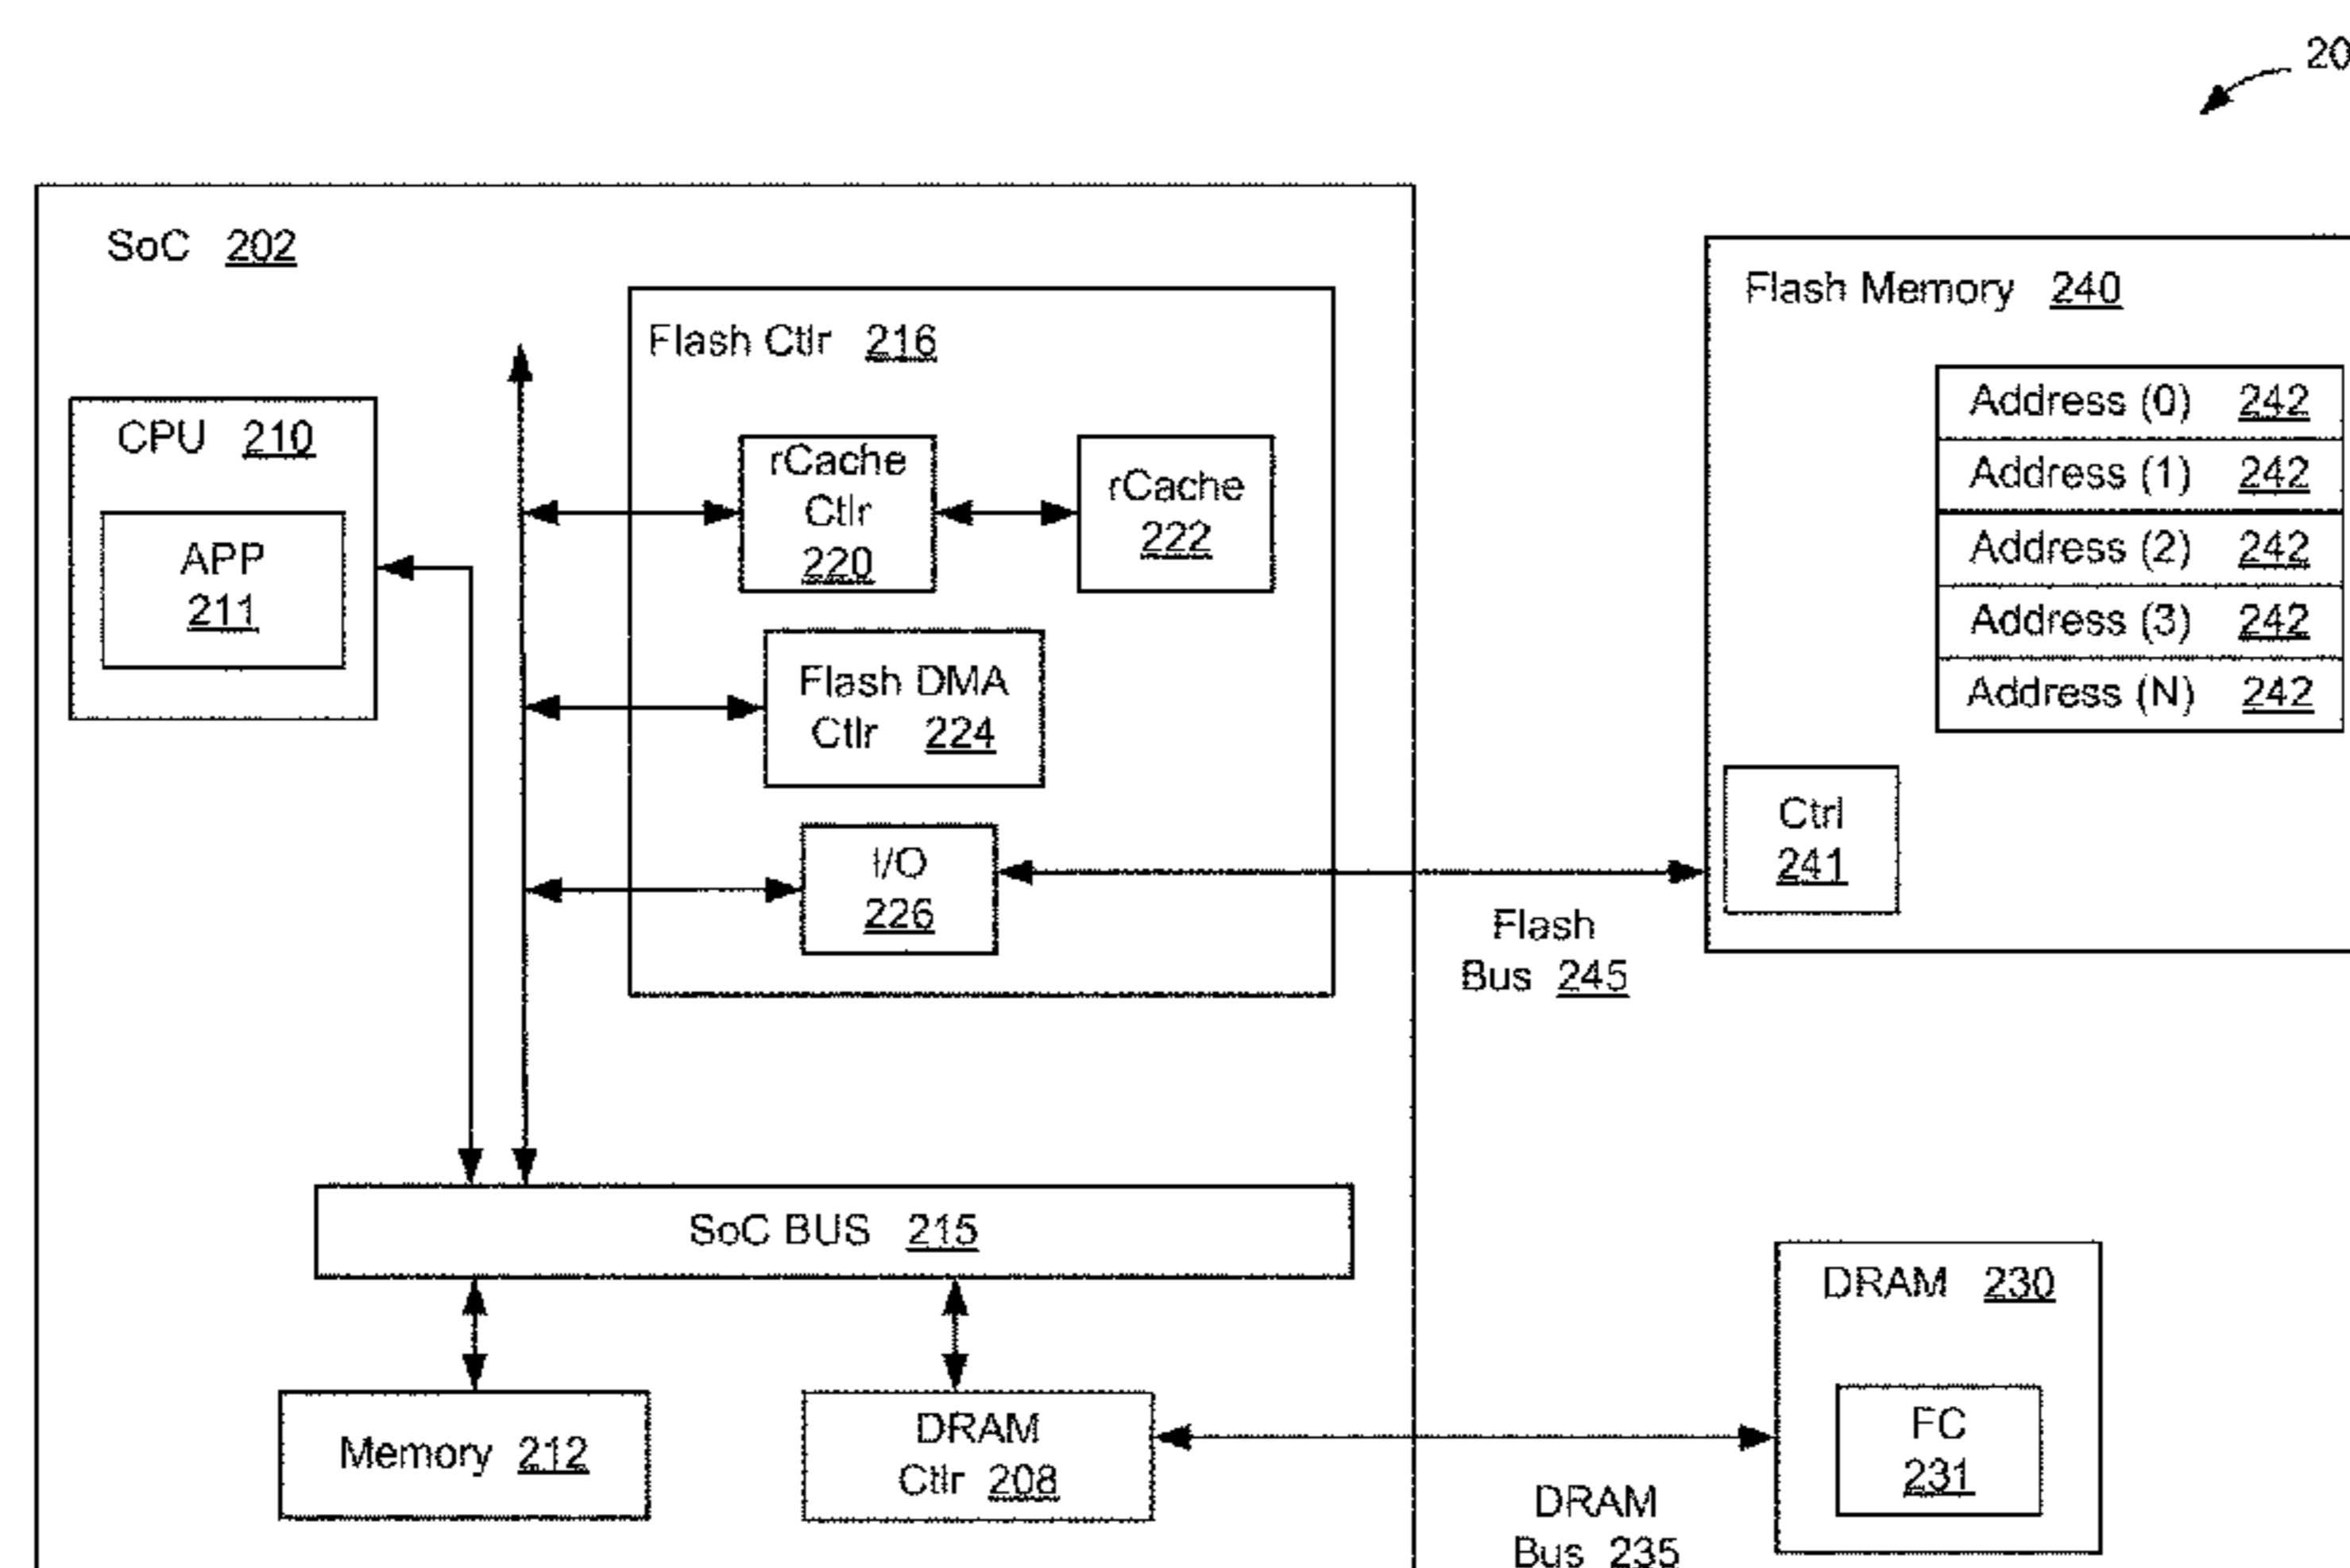 20
SoC 202
Flash Ctlr 216
CPU 210
APP
211
rCache
Ctlr
220
rCache
222
Flash DMA
Ctlr 224
I/O
226
Flash Memory 240
Address (0) 242
Address (1) 242
Address (2) 242
Address (3) 242
Address (N) 242
Ctrl
241
Flash
Bus 245
SoC BUS 215
Memory 212
DRAM
Ctlr 208
DRAM
Bus 235
DRAM 230
FC
231